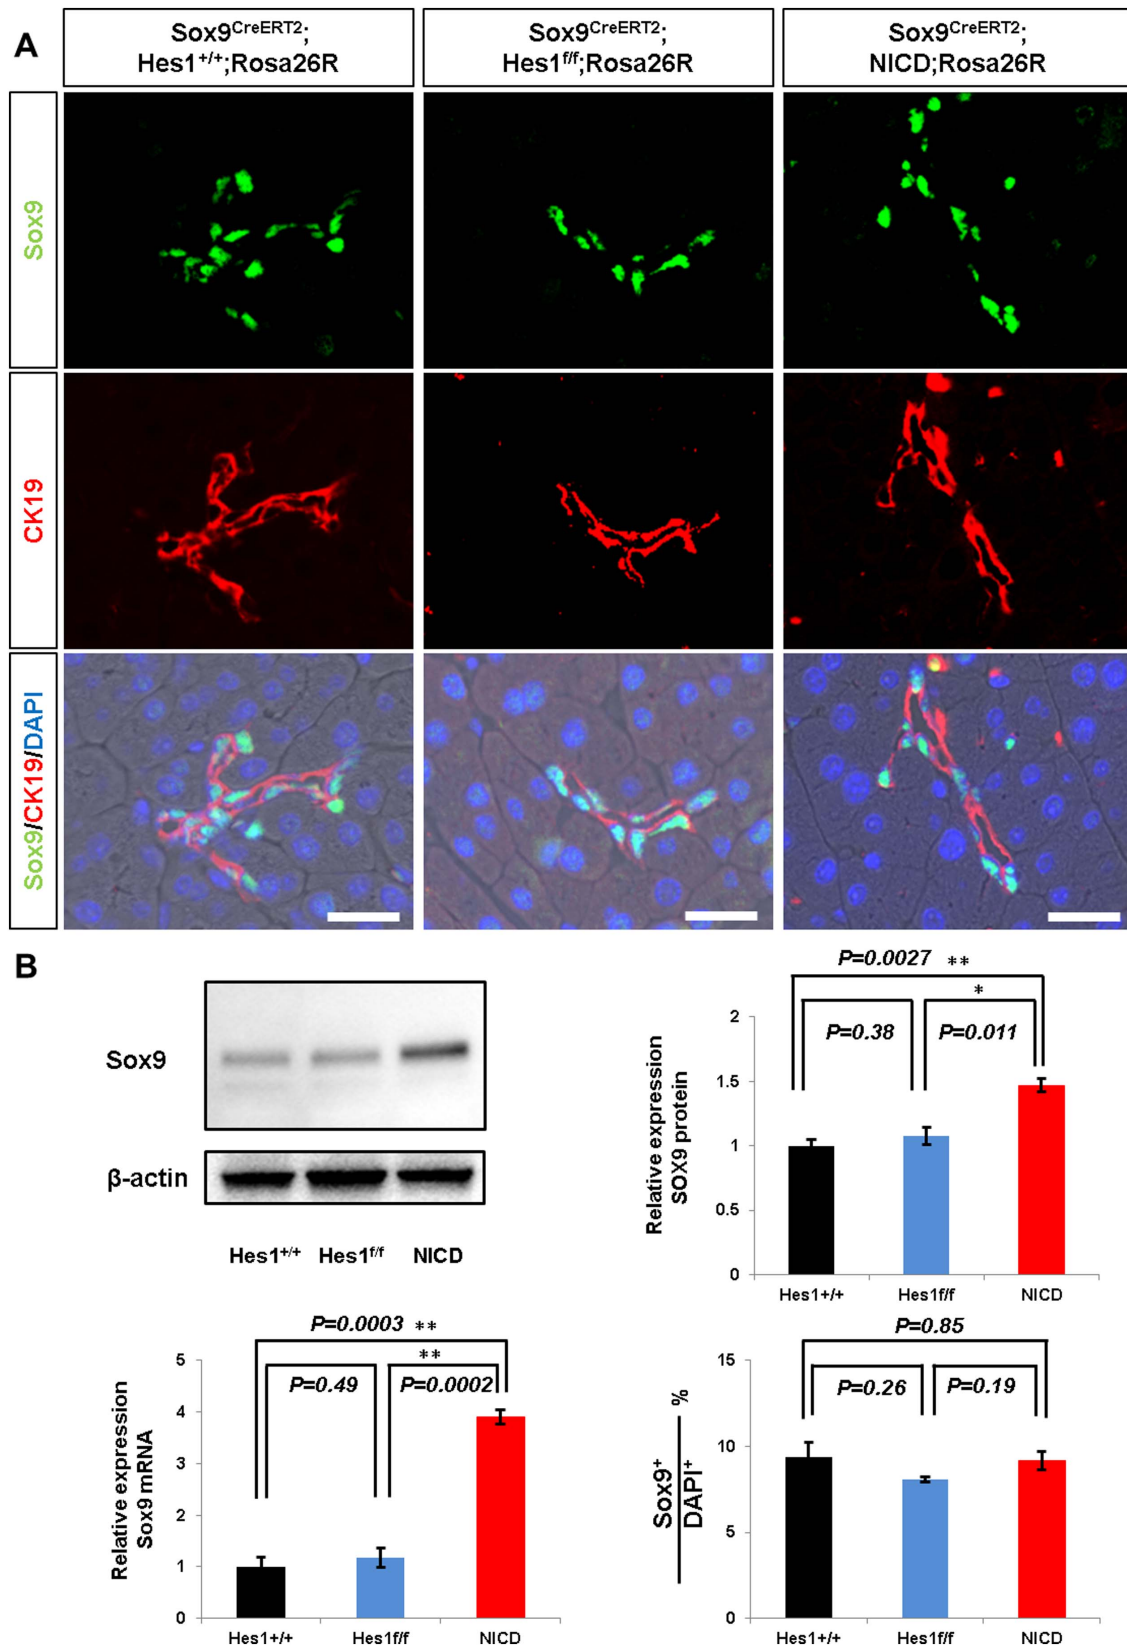 A
Sox9CreERT2;
Hes1+/+;Rosa26R
Sox9CreERT2;
Hes1f/f;Rosa26R
Sox9CreERT2;
NICD;Rosa26R
Sox9
CK19
Sox9/CK19/DAPI
B
Sox9
β-actin
Hes1+/+ Hes1f/f NICD
P=0.0027 **
*
P=0.38 P=0.011
Relative expression
SOX9 protein
2
1.5
1
0.5
0
Hes1+/+ Hes1f/f NICD
P=0.0003 **
**
P=0.49 P=0.0002
Relative expression
Sox9 mRNA
5
4
3
2
1
0
Hes1+/+ Hes1f/f NICD
P=0.85
P=0.26 P=0.19
%
Sox9+
DAPI+
15
10
5
0
Hes1+/+ Hes1f/f NICD